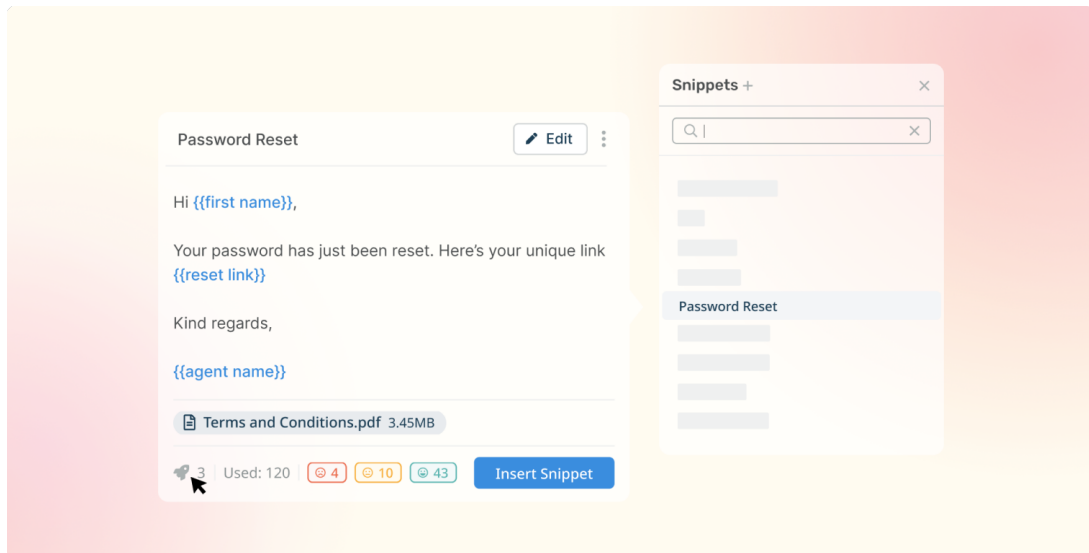 Snippets +
Password Reset
Edit
Hi {{first name}},
Your password has just been reset. Here’s your unique link
{{reset link}}
Kind regards,
{{agent name}}
Terms and Conditions.pdf 3.45MB
3 Used: 120 4 10 43 Insert Snippet
Password Reset